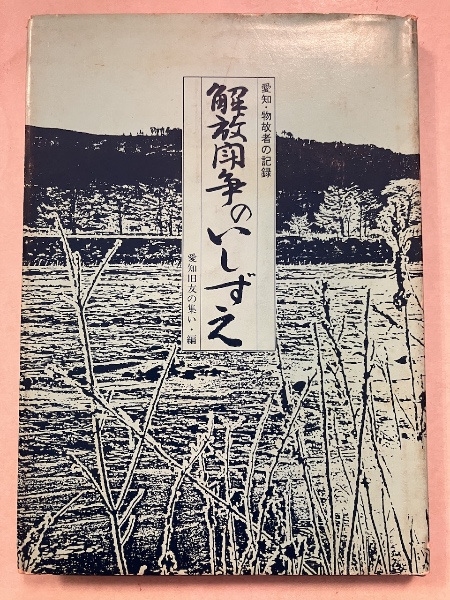 愛知・物故者の記録
解放闘争のいしずえ
愛知旧友の集い・編